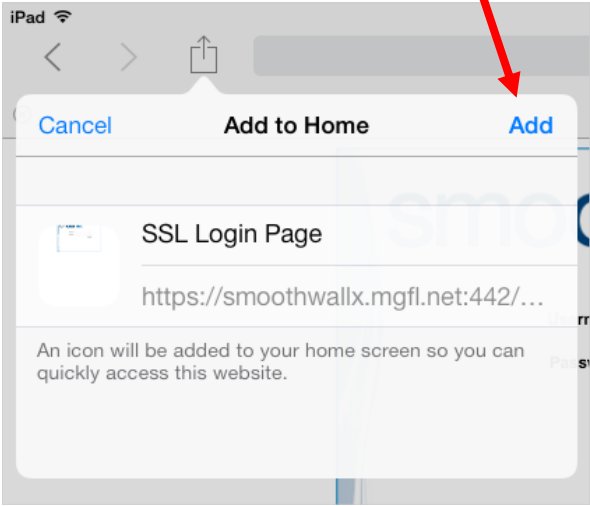 iPad
Cancel Add to Home Add
smo
SSL Login Page
https://smoothwallx.mgfl.net:442/...
An icon will be added to your home screen so you can
quickly access this website.